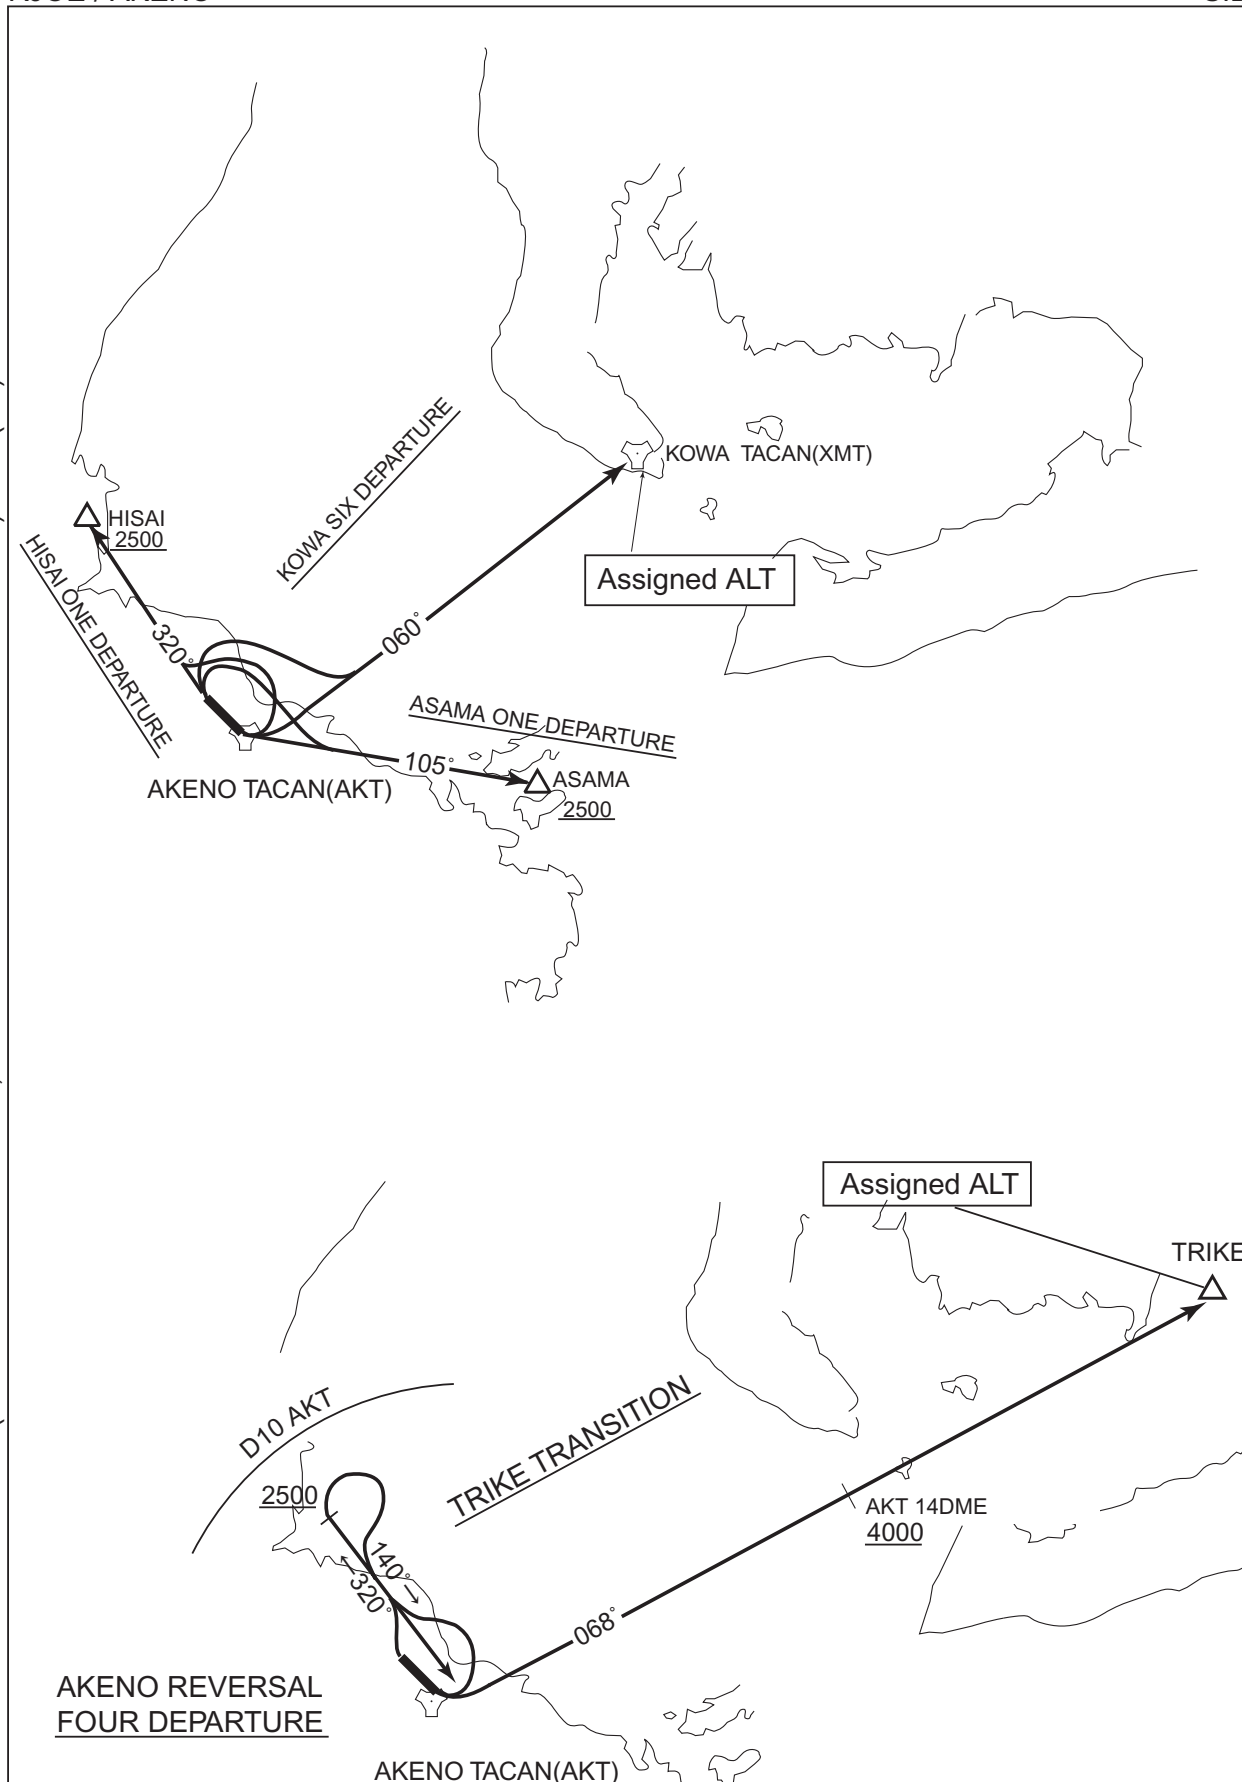 KOWA SIX DEPARTURE
KOWA TACAN(XMT)
HISAI
2500
HISAI ONE DEPARTURE
Assigned ALT
320°
060°
ASAMA ONE DEPARTURE
105°
ASAMA
2500
AKENO TACAN(AKT)
Assigned ALT
TRIKE
D10 AKT
TRIKE TRANSITION
2500
AKT 14DME
4000
140°
320°
068°
AKENO REVERSAL
FOUR DEPARTURE
AKENO TACAN(AKT)